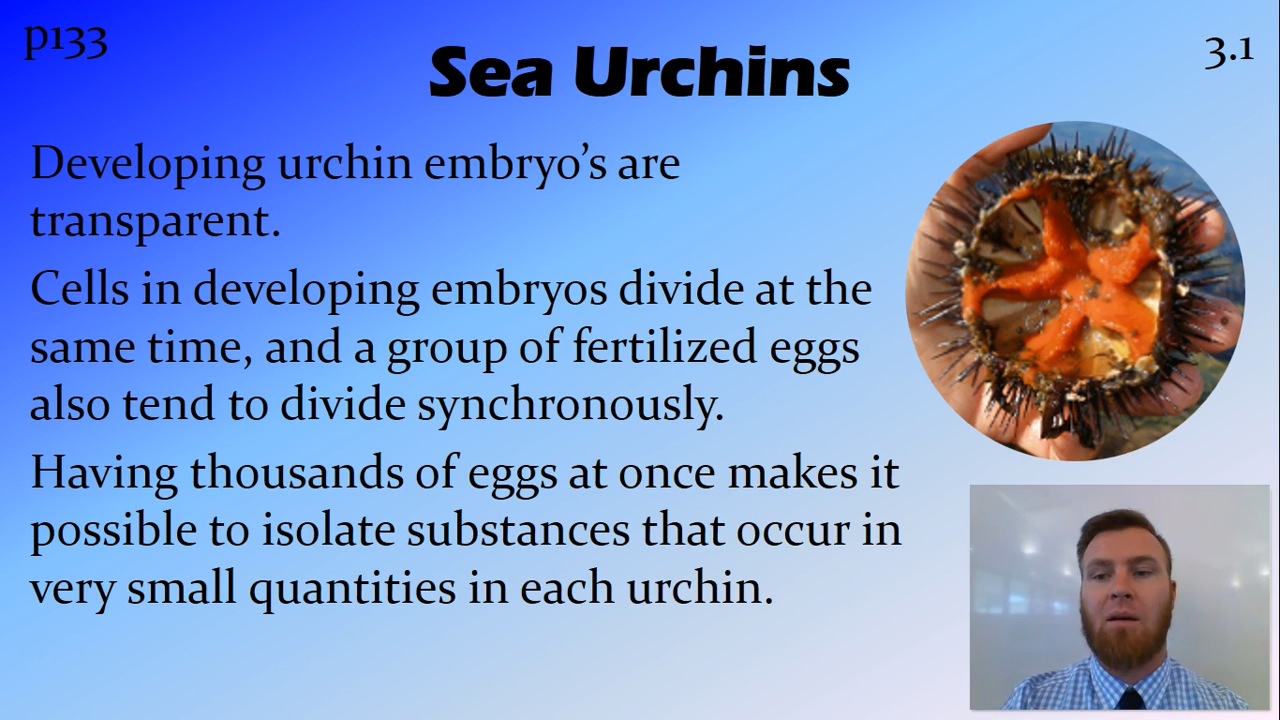 p133
Sea Urchins
3.1
Developing urchin embryo’s are
transparent.
Cells in developing embryos divide at the
same time, and a group of fertilized eggs
also tend to divide synchronously.
Having thousands of eggs at once makes it
possible to isolate substances that occur in
very small quantities in each urchin.